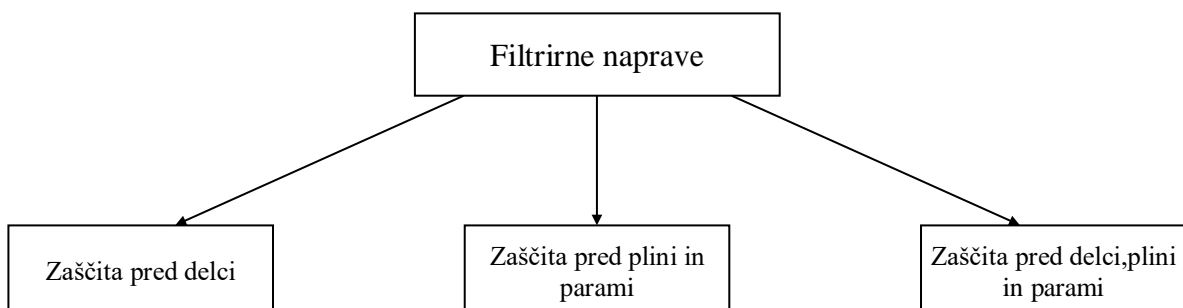 Filtrirne naprave
Zaščita pred delci
Zaščita pred plini in
parami
Zaščita pred delci,plini
in parami